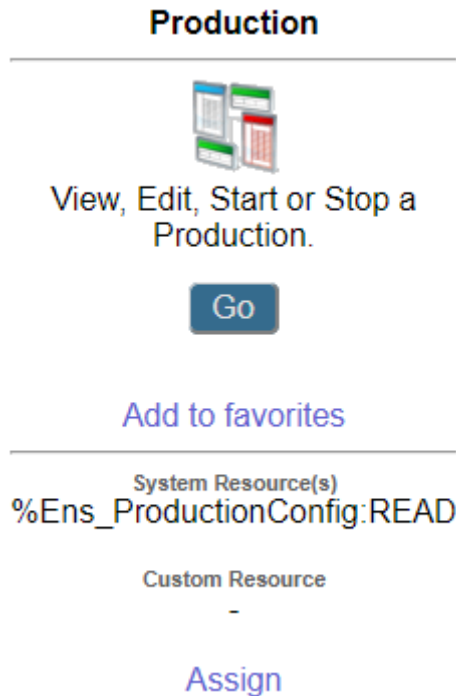 Production
View, Edit, Start or Stop a
Production.
Go
Add to favorites
System Resource(s)
%Ens_ProductionConfig:READ
Custom Resource
-
Assign